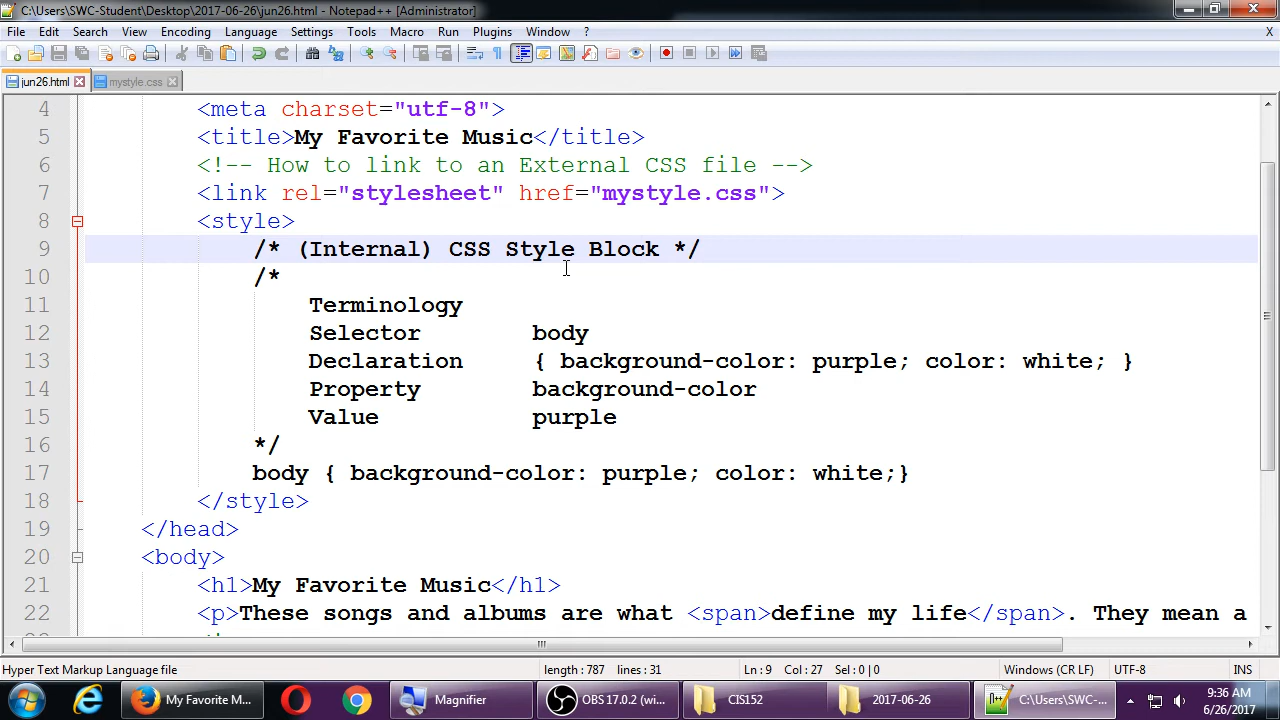 C:\Users\SWC-Student\Desktop\2017-06-26\jun26.html - Notepad++ [Administrator]
File Edit Search View Encoding Language Settings Tools Macro Run Plugins Window ? X
jun26.html mystyle.css
4 <meta charset="utf-8">
5 <title>My Favorite Music</title>
6 <!-- How to link to an External CSS file -->
7 <link rel="stylesheet" href="mystyle.css">
8 <style>
9 /* (Internal) CSS Style Block */
10 /*
11 Terminology
12 Selector body
13 Declaration { background-color: purple; color: white; }
14 Property background-color
15 Value purple
16 */
17 body { background-color: purple; color: white;}
18 </style>
19 </head>
20 <body>
21 <h1>My Favorite Music</h1>
22 <p>These songs and albums are what <span>define my life</span>. They mean a
Hyper Text Markup Language file length : 787 lines : 31 Ln : 9 Col : 27 Sel : 0 | 0 Windows (CR LF) UTF-8 INS
My Favorite M... Magnifier OBS 17.0.2 (wi... CIS152 2017-06-26 C:\Users\SWC-... 9:36 AM
6/26/2017